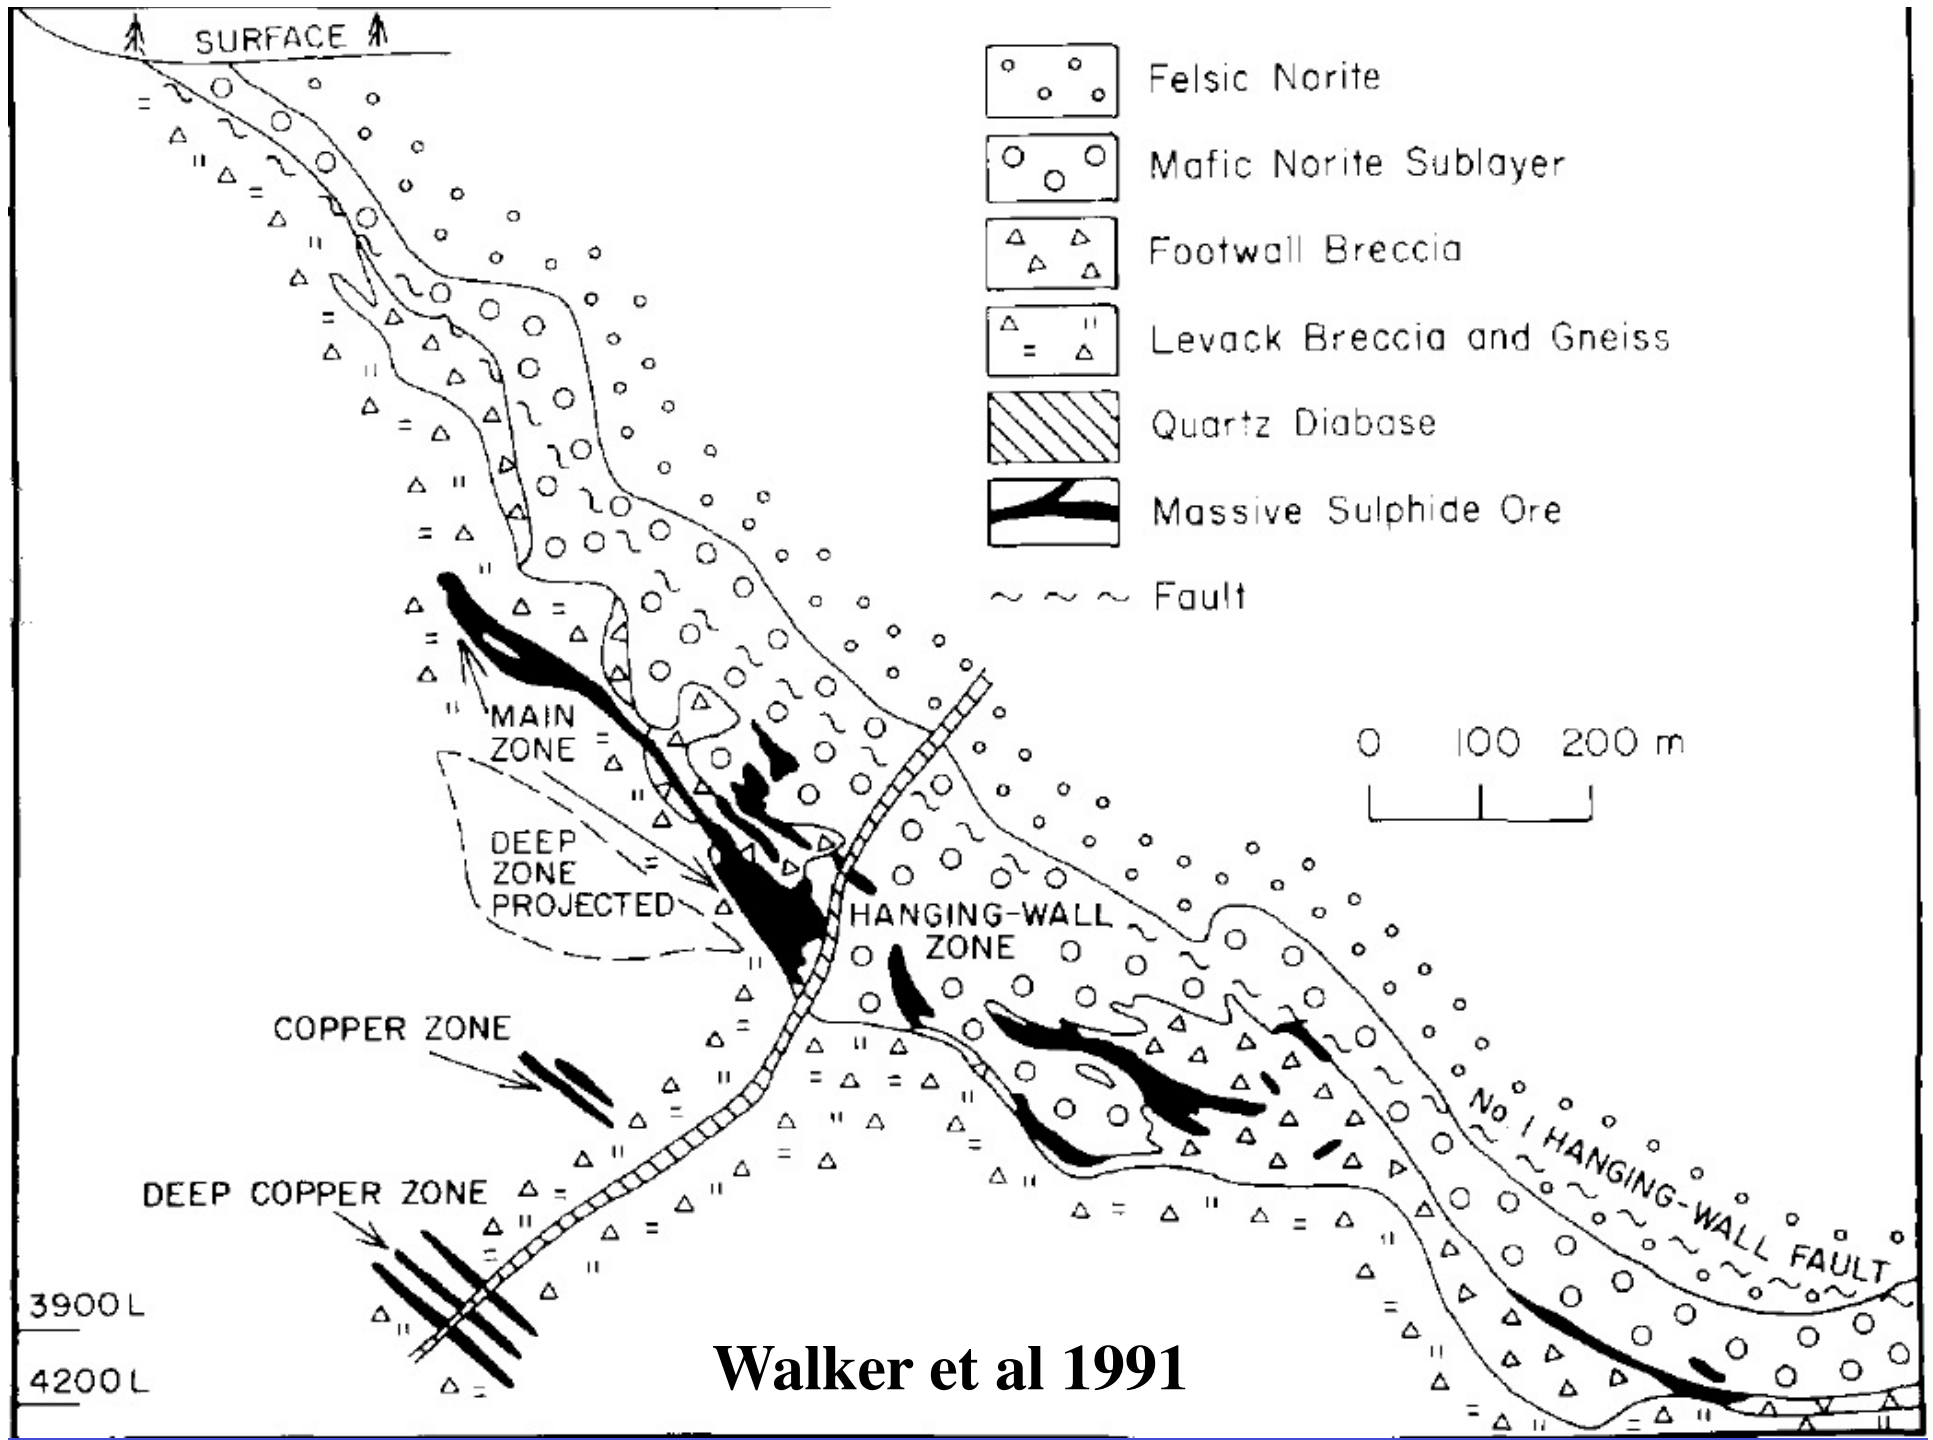 SURFACE
Felsic Norite
Mafic Norite Sublayer
Footwall Breccia
Levack Breccia and Gneiss
Quartz Diabase
Massive Sulphide Ore
Fault
0 100 200 m
MAIN
ZONE
DEEP
ZONE
PROJECTED
HANGING-WALL
ZONE
COPPER ZONE
DEEP COPPER ZONE
No. 1 HANGING-WALL FAULT
3900 L
4200 L
Walker et al 1991